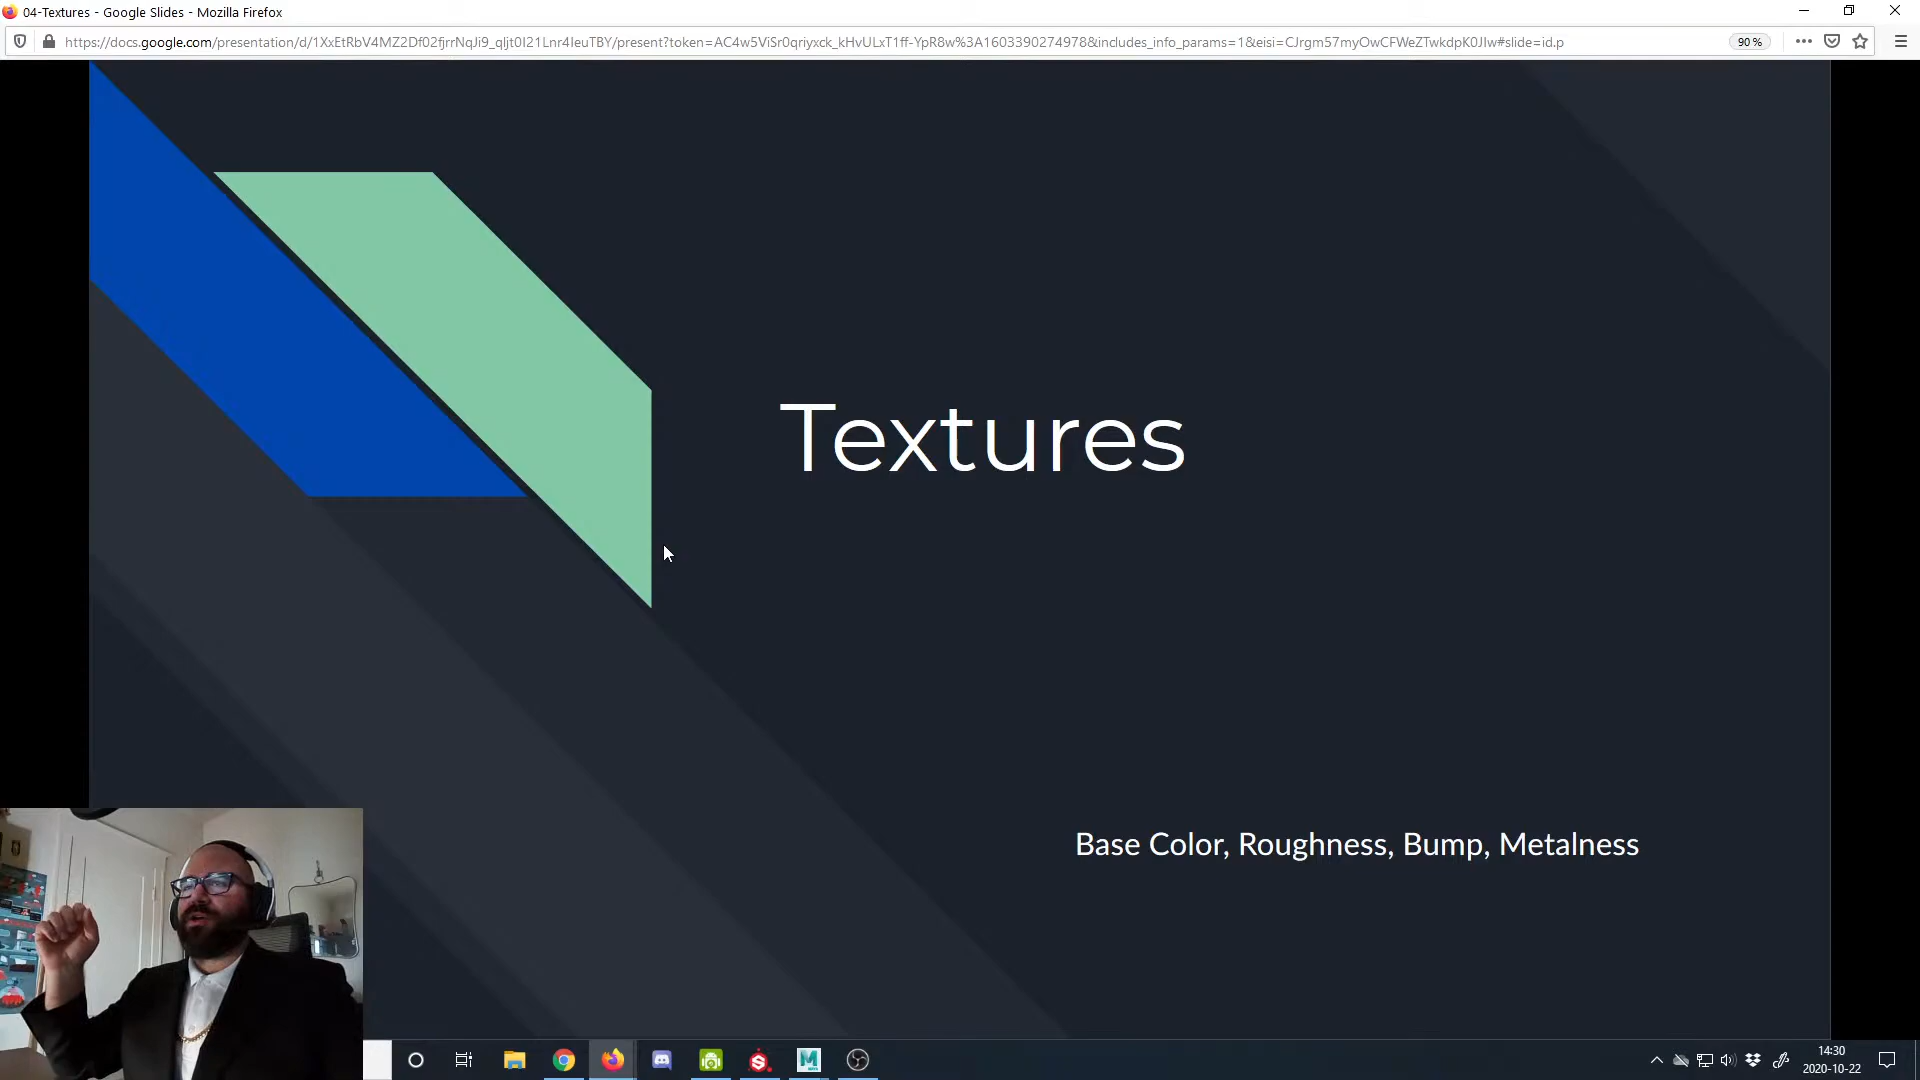 04-Textures - Google Slides - Mozilla Firefox
https://docs.google.com/presentation/d/1XxEtRbV4MZ2Df02fjrrNqJi9_qljt0I21Lnr4IeuTBY/present?token=AC4w5ViSr0qriyxck_kHvULxT1ff-YpR8w%3A1603390274978&includes_info_params=1&eisi=CJrgm57myOwCFWeZTwkdpK0JIw#slide=id.p
90%
Textures
Base Color, Roughness, Bump, Metalness
14:30
2020-10-22